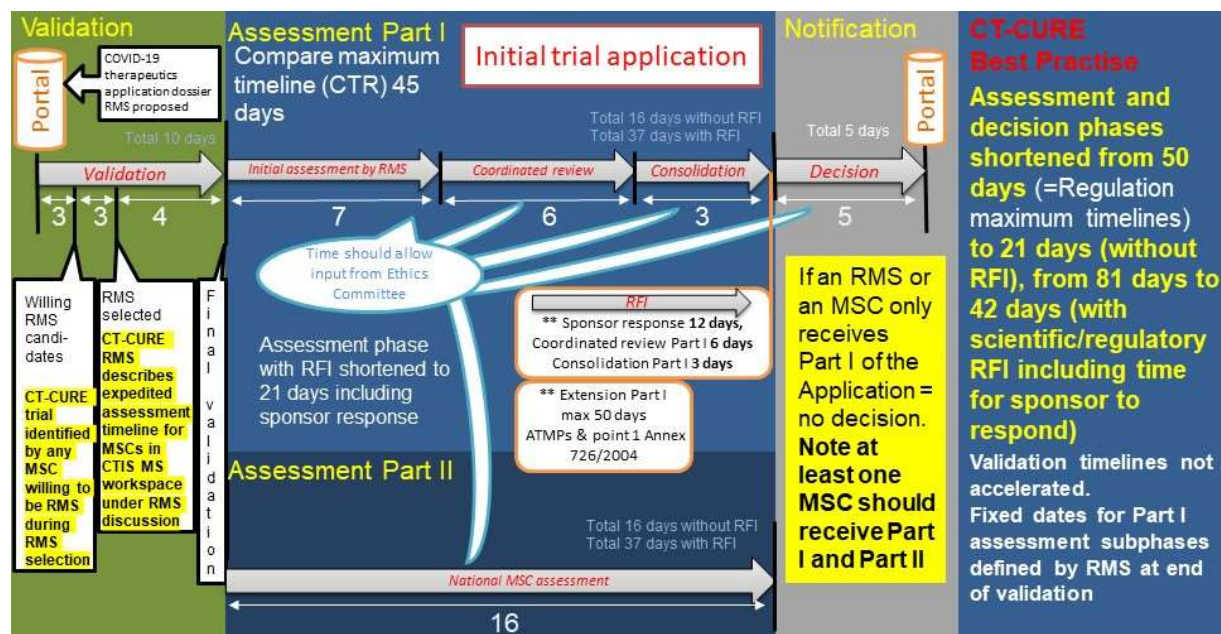 Validation
Portal
COVID-19
therapeutics
application dossier
RMS proposed
Total 10 days
Validation
3
3
4
Willing
RMS
candi-
dates
CT-CURE
trial
identified
by any
MSC
willing to
be RMS
during
RMS
selection
RMS
selected
CT-CURE
RMS
describes
expedited
assessment
timeline for
MSCs in
CTIS MS
workspace
under RMS
discussion
Final validation
Assessment Part I
Compare maximum
timeline (CTR) 45
days
Initial trial application
Total 16 days without RFI
Total 37 days with RFI
Initial assessment by RMS
Coordinated review
Consolidation
7
6
3
Time should allow
input from Ethics
Committee
Assessment phase
with RFI shortened to
21 days including
sponsor response
RFI
** Sponsor response 12 days,
Coordinated review Part I 6 days
Consolidation Part I 3 days
** Extension Part I
max 50 days
ATMPs & point 1 Annex
726/2004
Assessment Part II
Total 16 days without RFI
Total 37 days with RFI
National MSC assessment
16
Notification
Portal
Total 5 days
Decision
5
If an RMS or
an MSC only
receives
Part I of the
Application =
no decision.
Note at
least one
MSC should
receive Part
I and Part II
CT-CURE
Best Practise
Assessment and
decision phases
shortened from 50
days (=Regulation
maximum timelines)
to 21 days (without
RFI), from 81 days to
42 days (with
scientific/regulatory
RFI including time
for sponsor to
respond)
Validation timelines not
accelerated.
Fixed dates for Part I
assessment subphases
defined by RMS at end
of validation